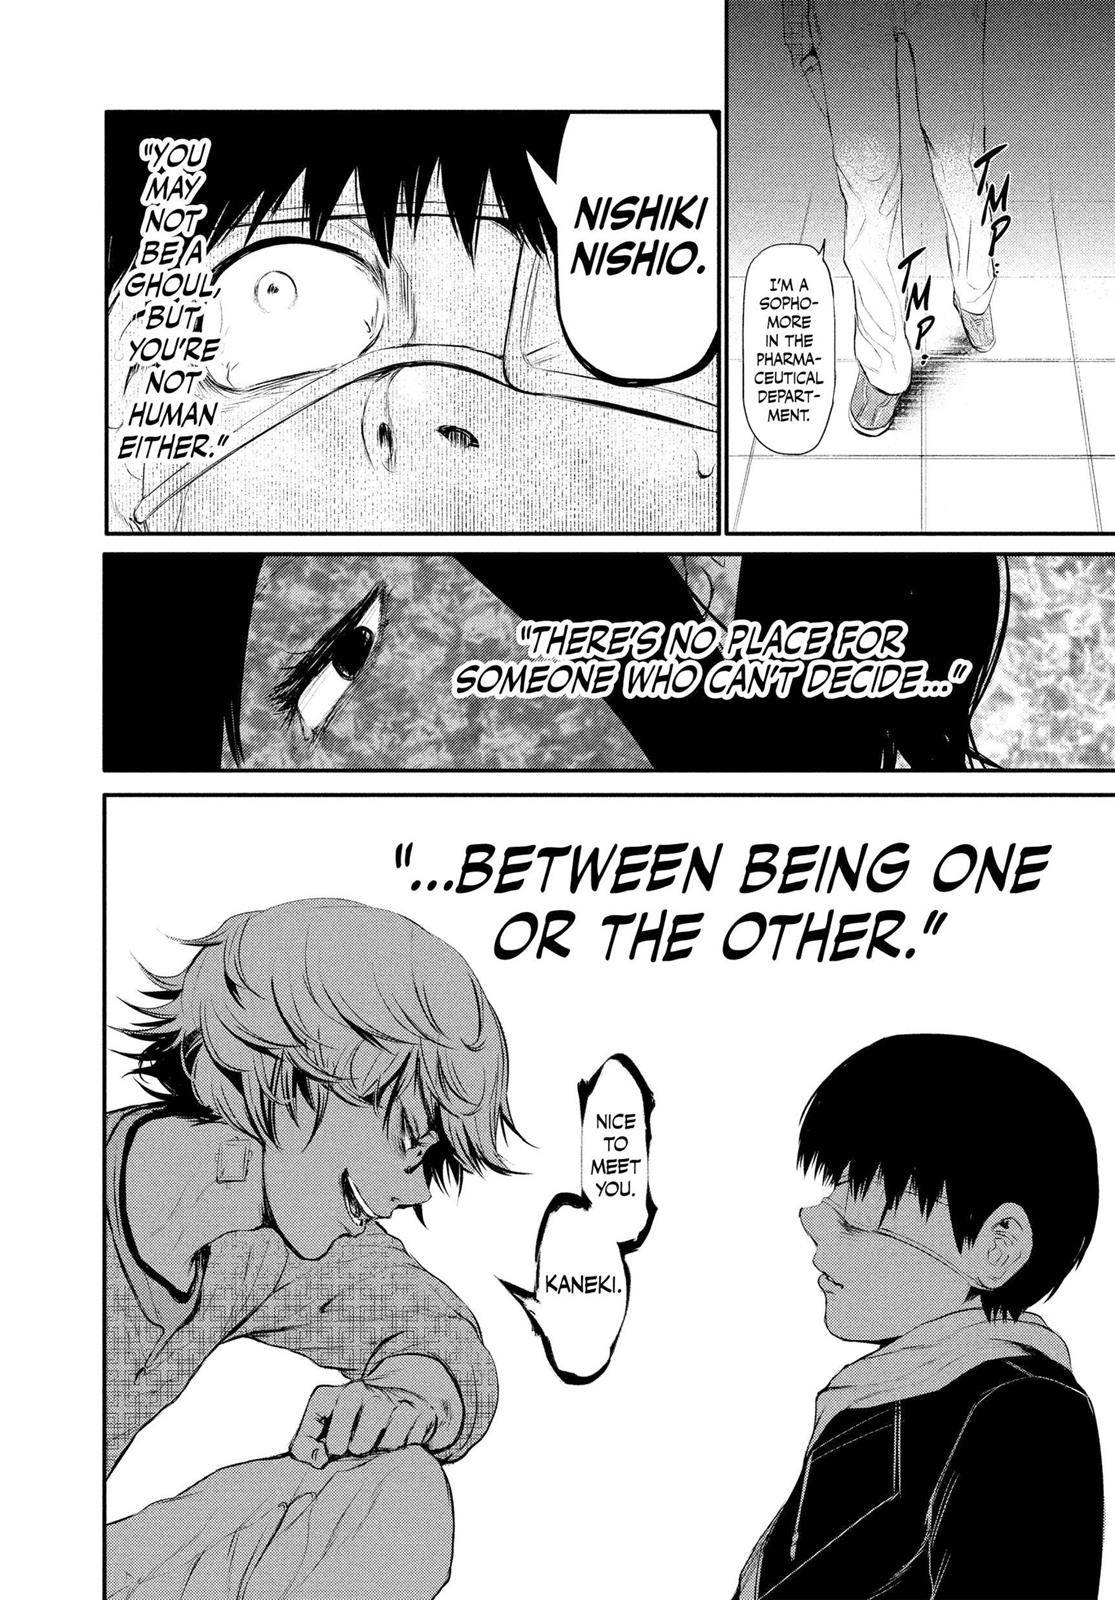 I'M A
SOPHO-
MORE
IN THE
PHARMA-
CEUTICAL
DEPART-
MENT.
TMP
TMP...
TMP
TMP...
NISHIKI
NISHIO.
"YOU
MAY
NOT
BE A
GHOUL,
BUT
YOU'RE
NOT
HUMAN
EITHER."
"THERE'S NO PLACE FOR
SOMEONE WHO CAN'T DECIDE..."
"...BETWEEN BEING ONE
OR THE OTHER."
NICE
TO
MEET
YOU.
KANEKI.